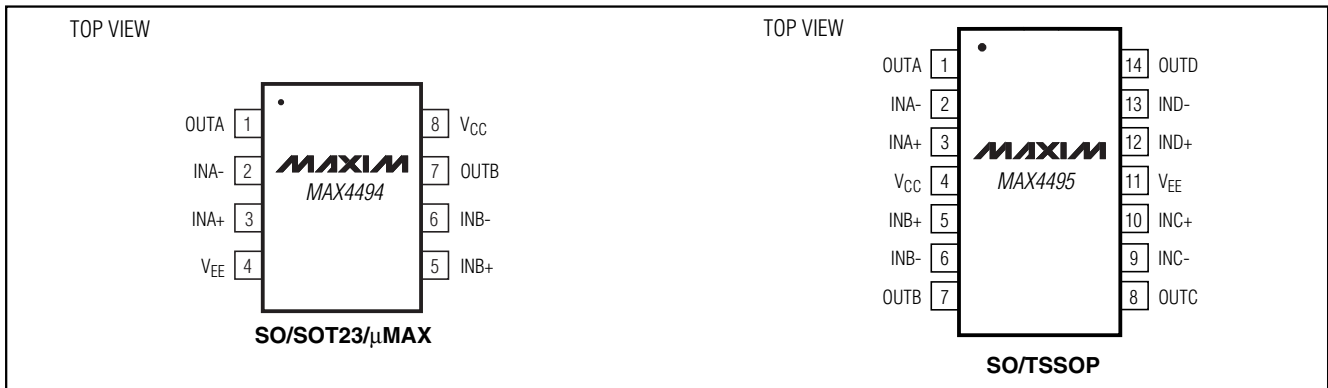 TOP VIEW
OUTA 1
INA- 2
INA+ 3
VEE 4
8 VCC
7 OUTB
6 INB-
5 INB+
MAXIM
MAX4494
SO/SOT23/μMAX
TOP VIEW
OUTA 1
INA- 2
INA+ 3
VCC 4
INB+ 5
INB- 6
OUTB 7
14 OUTD
13 IND-
12 IND+
11 VEE
10 INC+
9 INC-
8 OUTC
MAXIM
MAX4495
SO/TSSOP